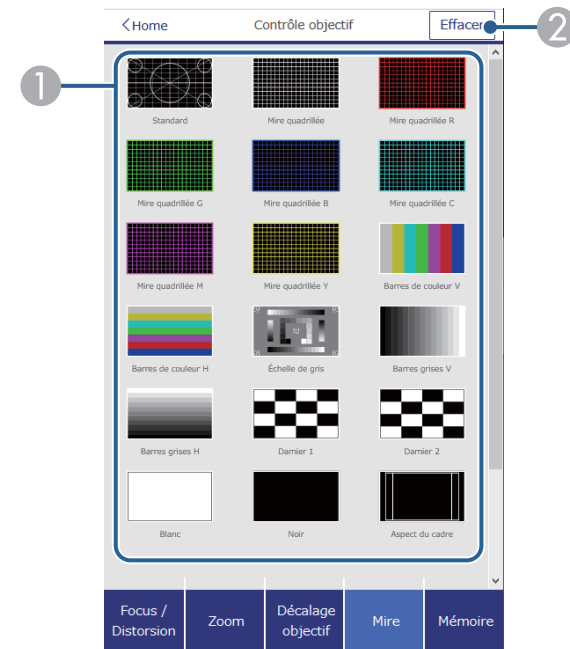 <Home
Contrôle objectif
Effacer
2
1
Standard
Mire quadrillée
Mire quadrillée R
Mire quadrillée G
Mire quadrillée B
Mire quadrillée C
Mire quadrillée M
Mire quadrillée Y
Barres de couleur V
Barres de couleur H
Échelle de gris
Barres grises V
Barres grises H
Damier 1
Damier 2
Blanc
Noir
Aspect du cadre
Focus /
Distorsion
Zoom
Décalage
objectif
Mire
Mémoire